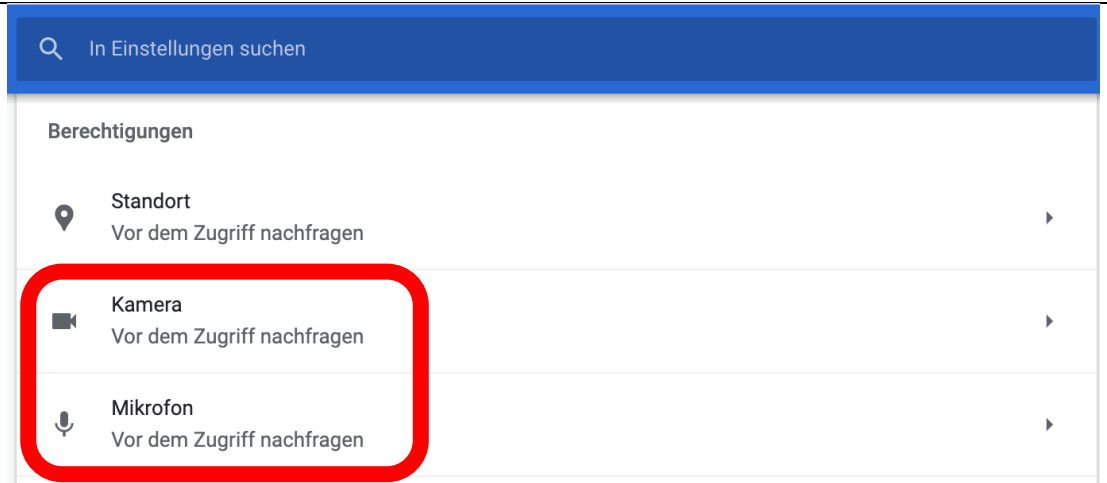 In Einstellungen suchen
Berechtigungen
Standort
Vor dem Zugriff nachfragen
Kamera
Vor dem Zugriff nachfragen
Mikrofon
Vor dem Zugriff nachfragen